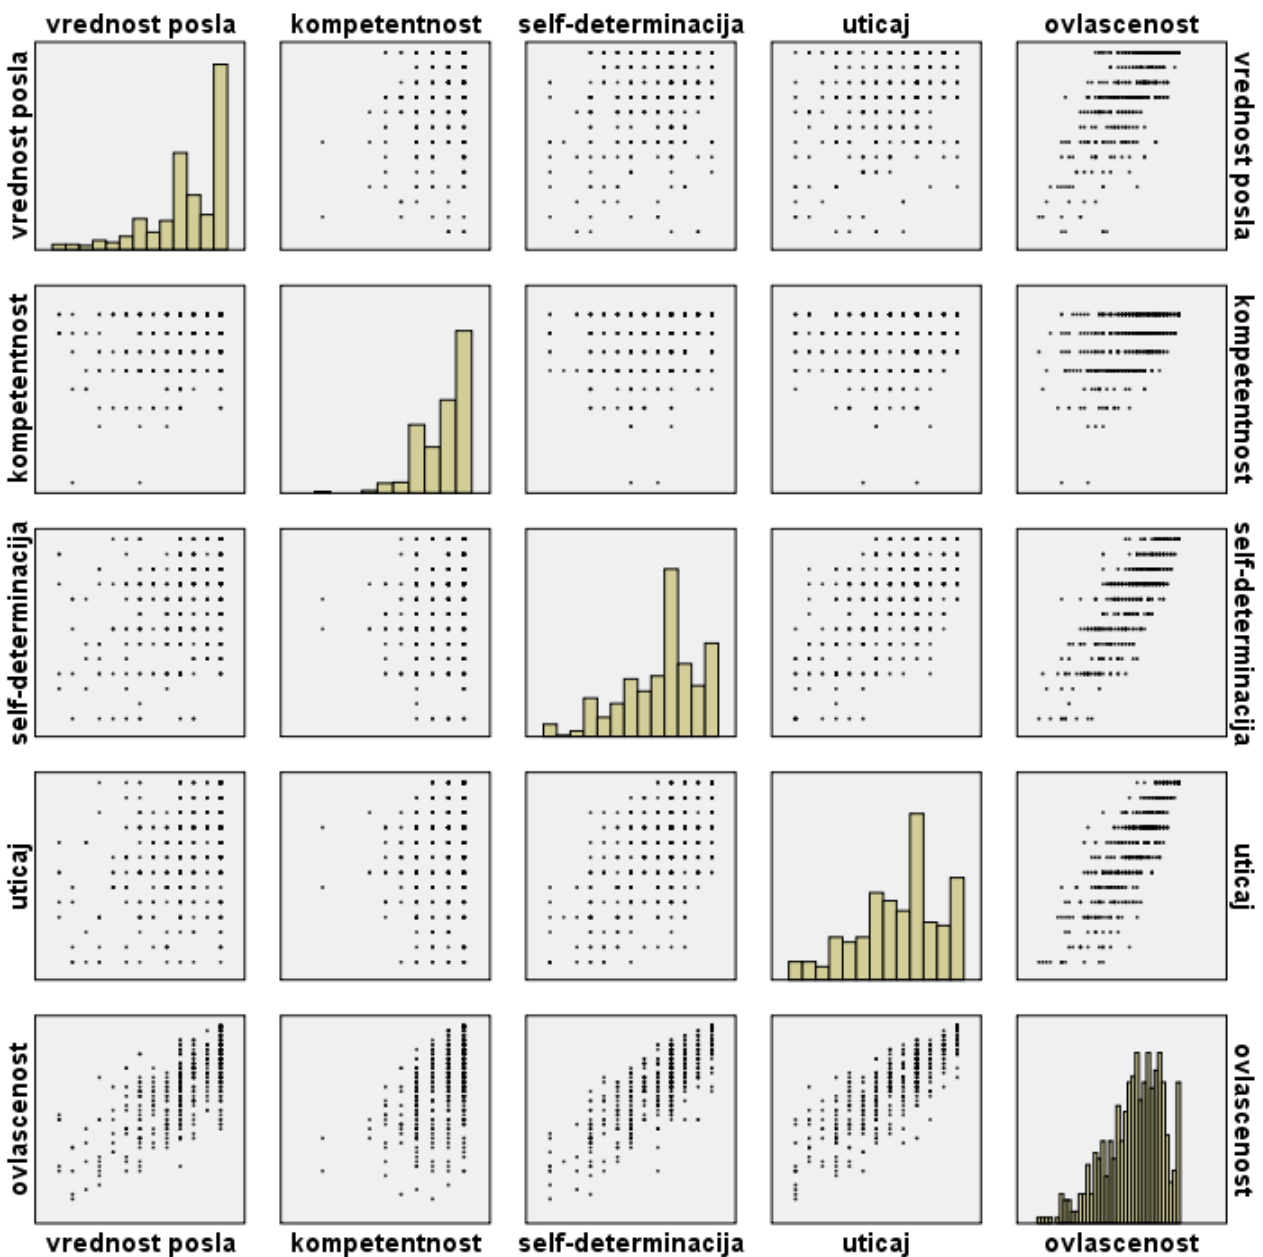 vrednost posla kompetentnost self-determinacija uticaj ovlascenost
vrednost posla vrednost posla
kompetentnost kompetentnost
self-determinacija self-determinacija
uticaj uticaj
ovlascenost ovlascenost
vrednost posla kompetentnost self-determinacija uticaj ovlascenost